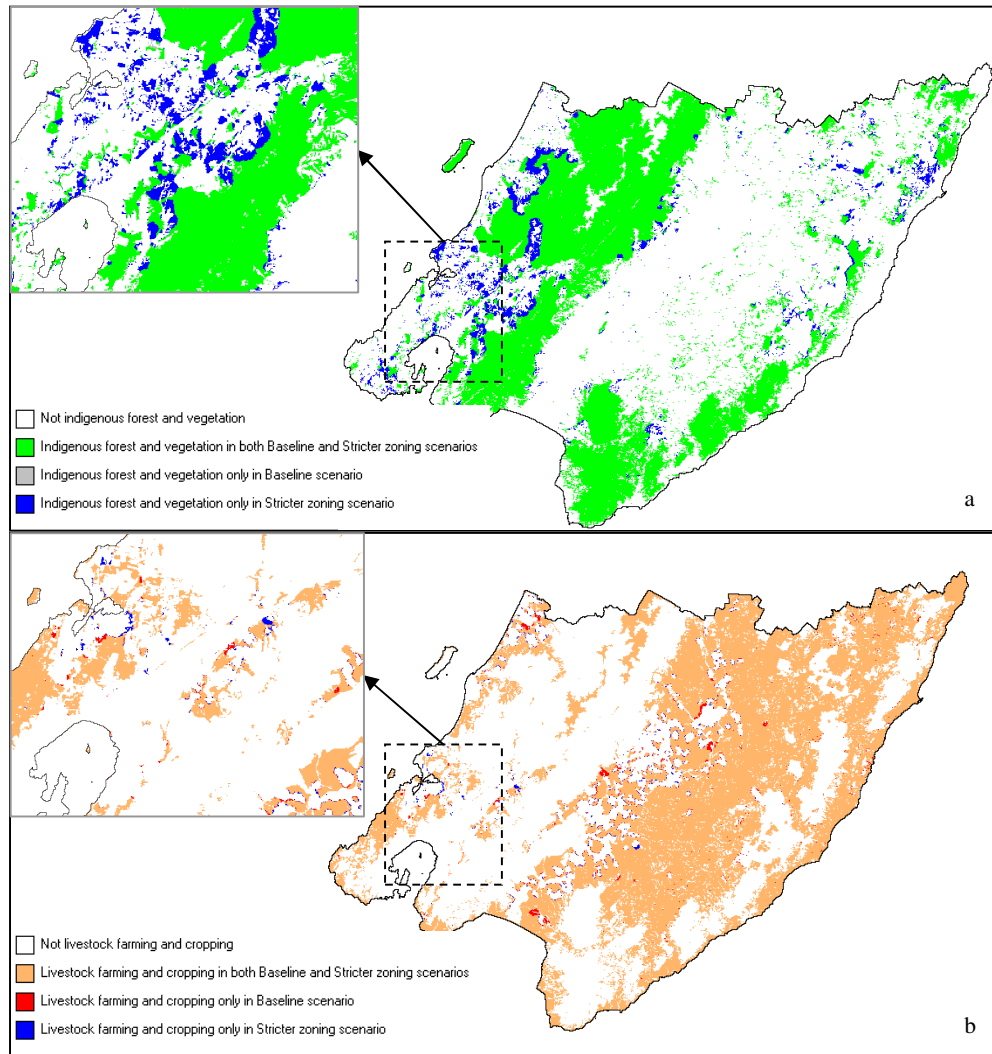 Not indigenous forest and vegetation
Indigenous forest and vegetation in both Baseline and Stricter zoning scenarios
Indigenous forest and vegetation only in Baseline scenario
Indigenous forest and vegetation only in Stricter zoning scenario
a
Not livestock farming and cropping
Livestock farming and cropping in both Baseline and Stricter zoning scenarios
Livestock farming and cropping only in Baseline scenario
Livestock farming and cropping only in Stricter zoning scenario
b